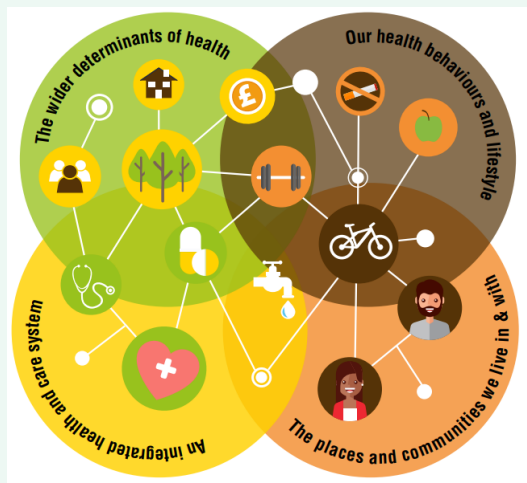 The wider determinants of health
Our health behaviours and lifestyle
£
An integrated health and care system
The places and communities we live in & with